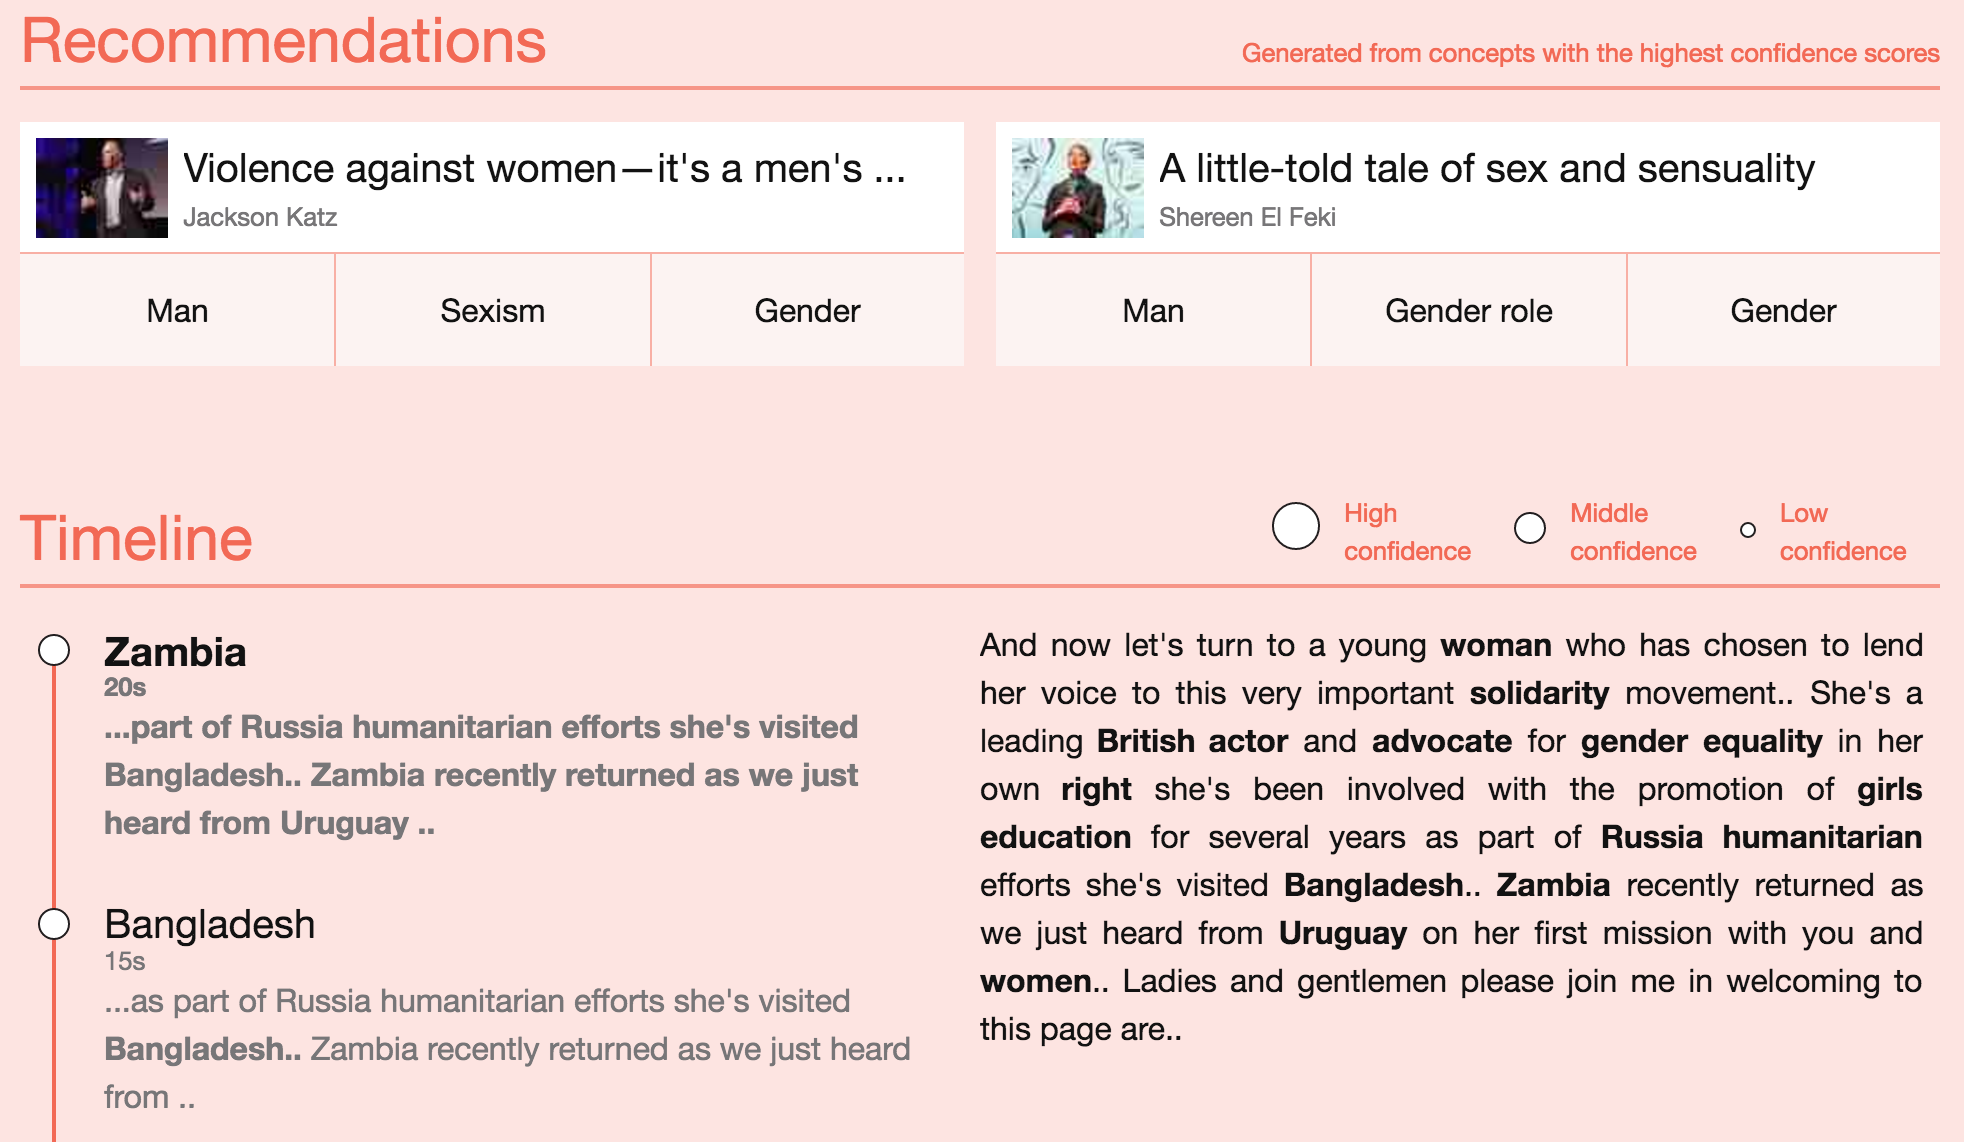 Recommendations
Generated from concepts with the highest confidence scores
Violence against women—it's a men's ...
Jackson Katz
Man
Sexism
Gender
A little-told tale of sex and sensuality
Shereen El Feki
Man
Gender role
Gender
Timeline
High
confidence
Middle
confidence
Low
confidence
Zambia
20s
...part of Russia humanitarian efforts she's visited
Bangladesh.. Zambia recently returned as we just
heard from Uruguay ..
Bangladesh
15s
...as part of Russia humanitarian efforts she's visited
Bangladesh.. Zambia recently returned as we just heard
from ..
And now let's turn to a young woman who has chosen to lend
her voice to this very important solidarity movement.. She's a
leading British actor and advocate for gender equality in her
own right she's been involved with the promotion of girls
education for several years as part of Russia humanitarian
efforts she's visited Bangladesh.. Zambia recently returned as
we just heard from Uruguay on her first mission with you and
women.. Ladies and gentlemen please join me in welcoming to
this page are..